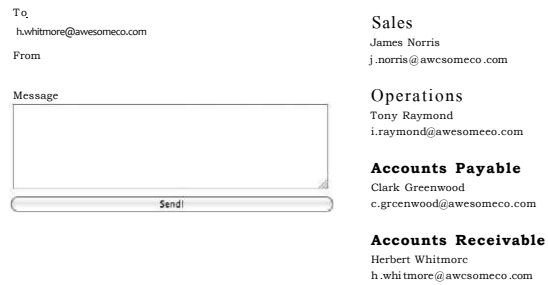 To
h.whitmore@awesomeco.com
From
Message
Send!
Sales
James Norris
j.norris@awcsomeco.com
Operations
Tony Raymond
i.raymond@awesomeeo.com
Accounts Payable
Clark Greenwood
c.grcenwood@awesomeco.com
Accounts Receivable
Herbert Whitmorc
h.whitmore@awcsomeco.com